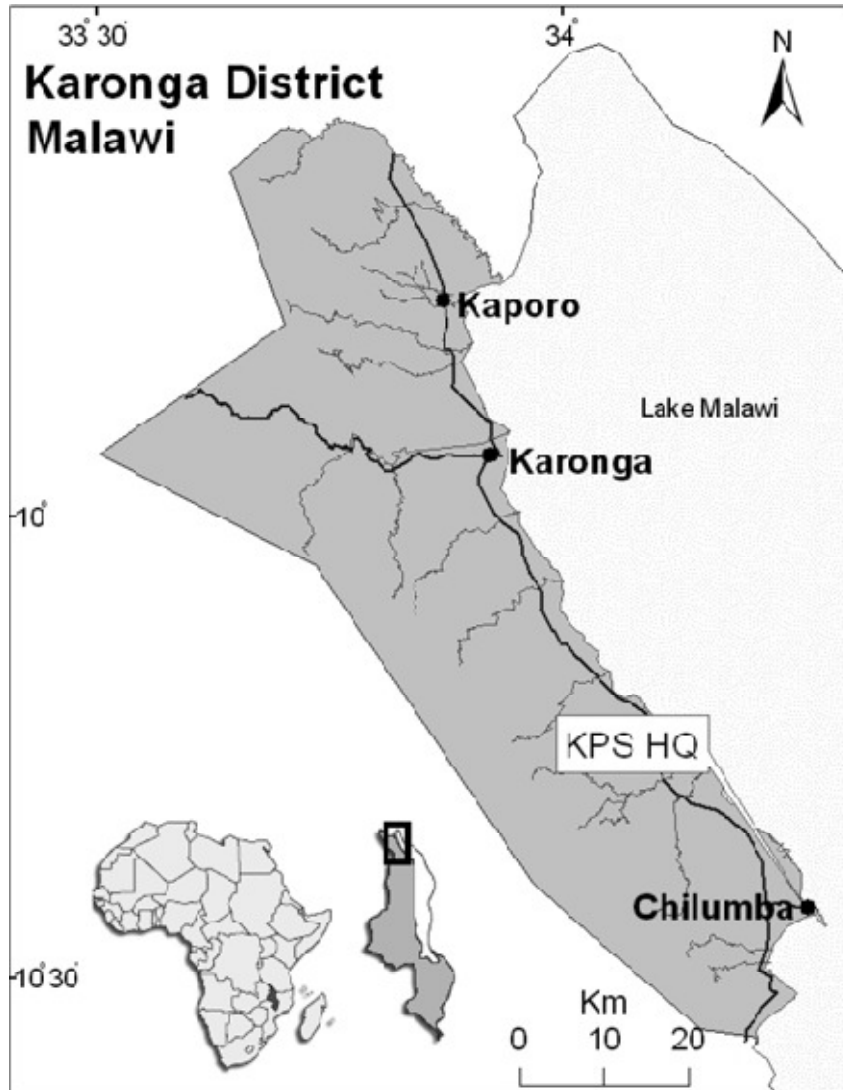 33° 30
34°
N
Karonga District
Malawi
Kaporo
Lake Malawi
Karonga
10°
KPS HQ
Chilumba
10° 30
Km
0 10 20